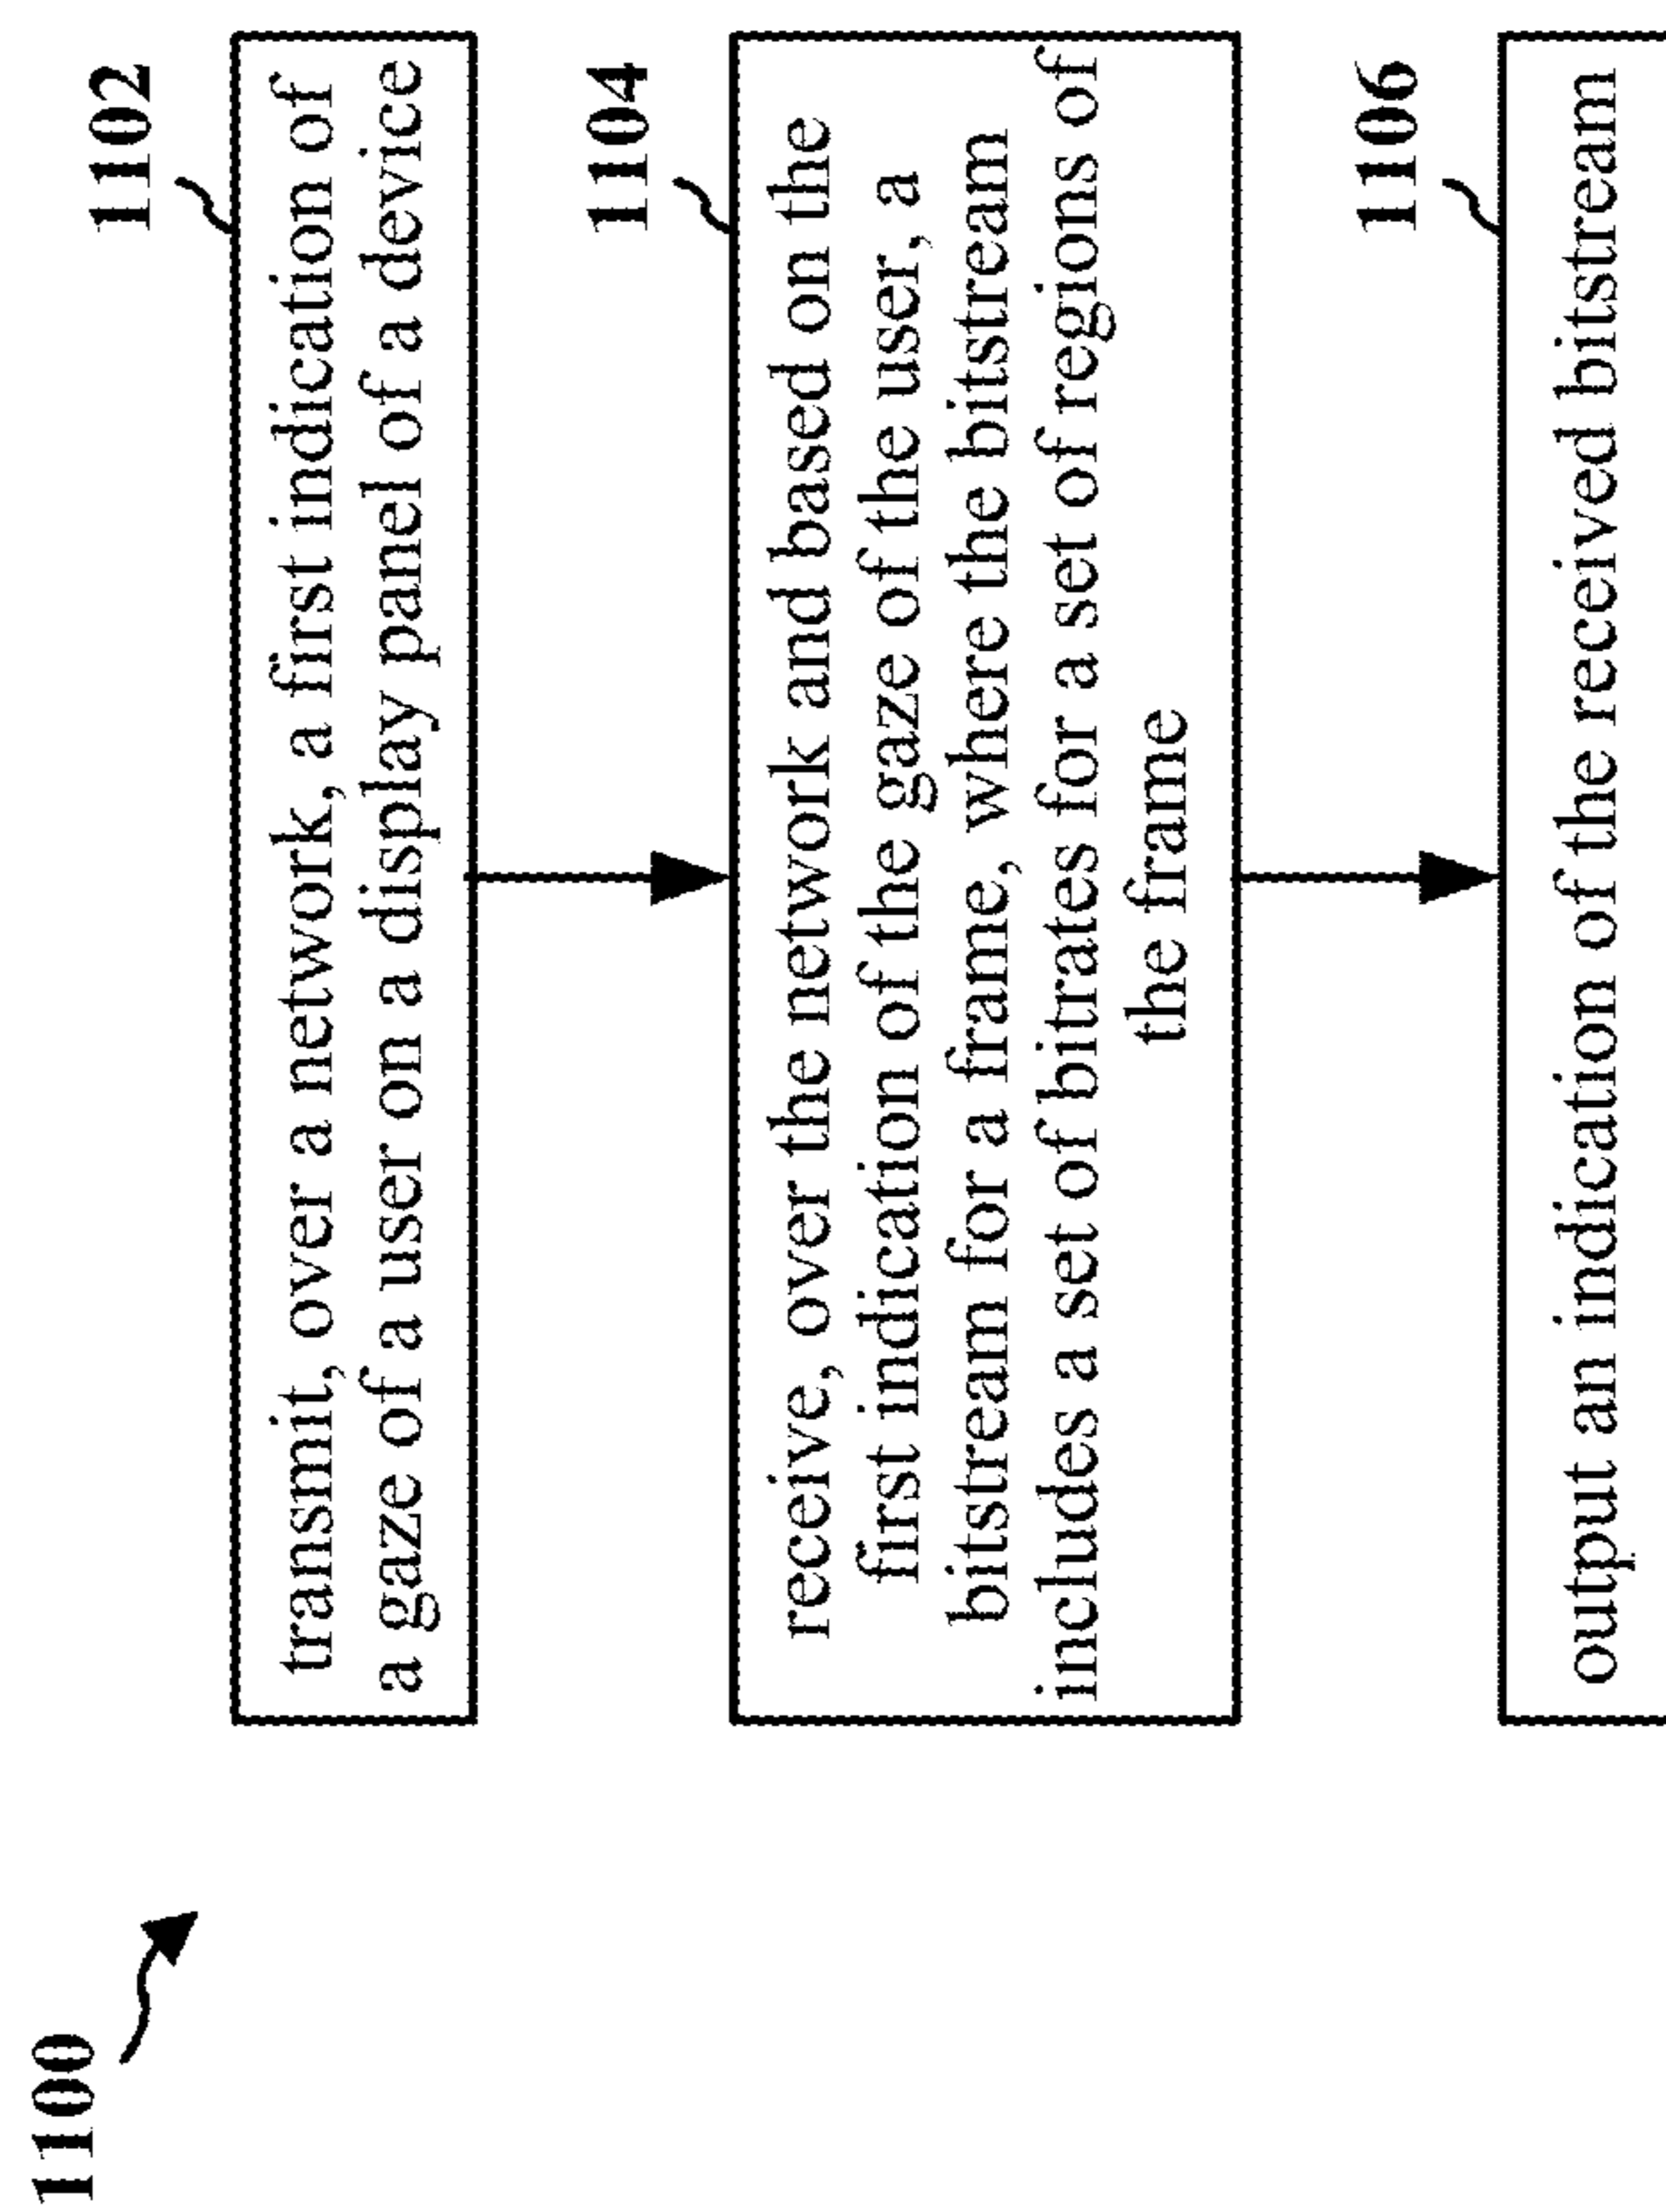 1100
1102
transmit, over a network, a first indication of
a gaze of a user on a display panel of a device
1104
receive, over the network and based on the
first indication of the gaze of the user, a
bitstream for a frame, where the bitstream
includes a set of bitrates for a set of regions of
the frame
1106
output an indication of the received bitstream